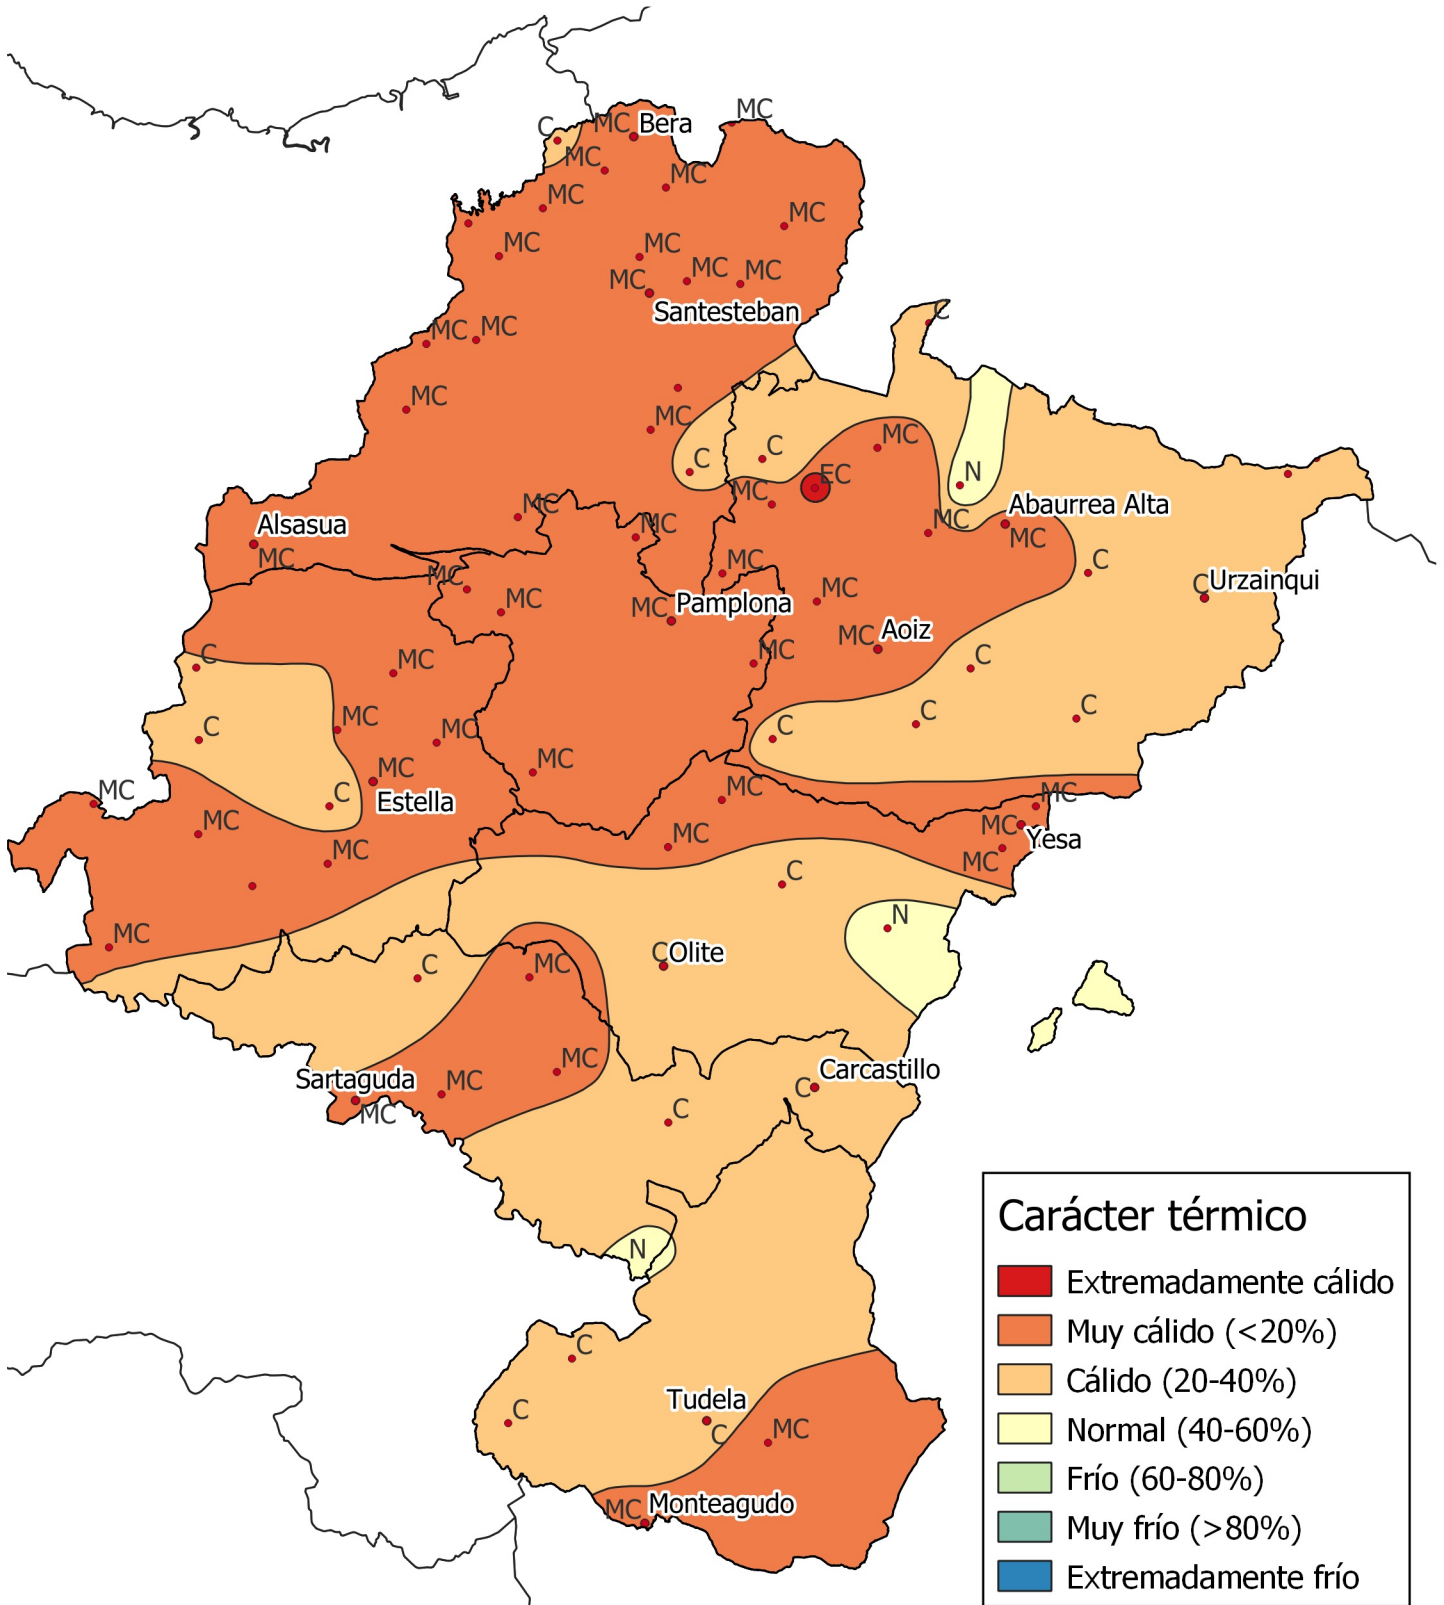 MC
C
MC
Bera
MC
MC
MC
MC
MC
MC
MC
MC
MC
Santesteban
C
MC
MC
MC
MC
C
MC
C
EC
N
MC
MC
Abaurrea Alta
MC
MC
MC
Alsasua
MC
MC
C
MC
C
Urzainqui
MC
MC
MC
Pamplona
MC
Aoiz
C
MC
MC
C
MC
MC
C
C
C
MC
MC
MC
Estella
MC
C
MC
MC
MC
MC
Yesa
MC
MC
C
N
MC
C
Olite
C
MC
MC
C
Carcastillo
Sartaguda
MC
MC
C
N
C
Tudela
C
C
MC
MC
Monteagudo
Carácter térmico
Extremadamente cálido
Muy cálido (<20%)
Cálido (20-40%)
Normal (40-60%)
Frío (60-80%)
Muy frío (>80%)
Extremadamente frío